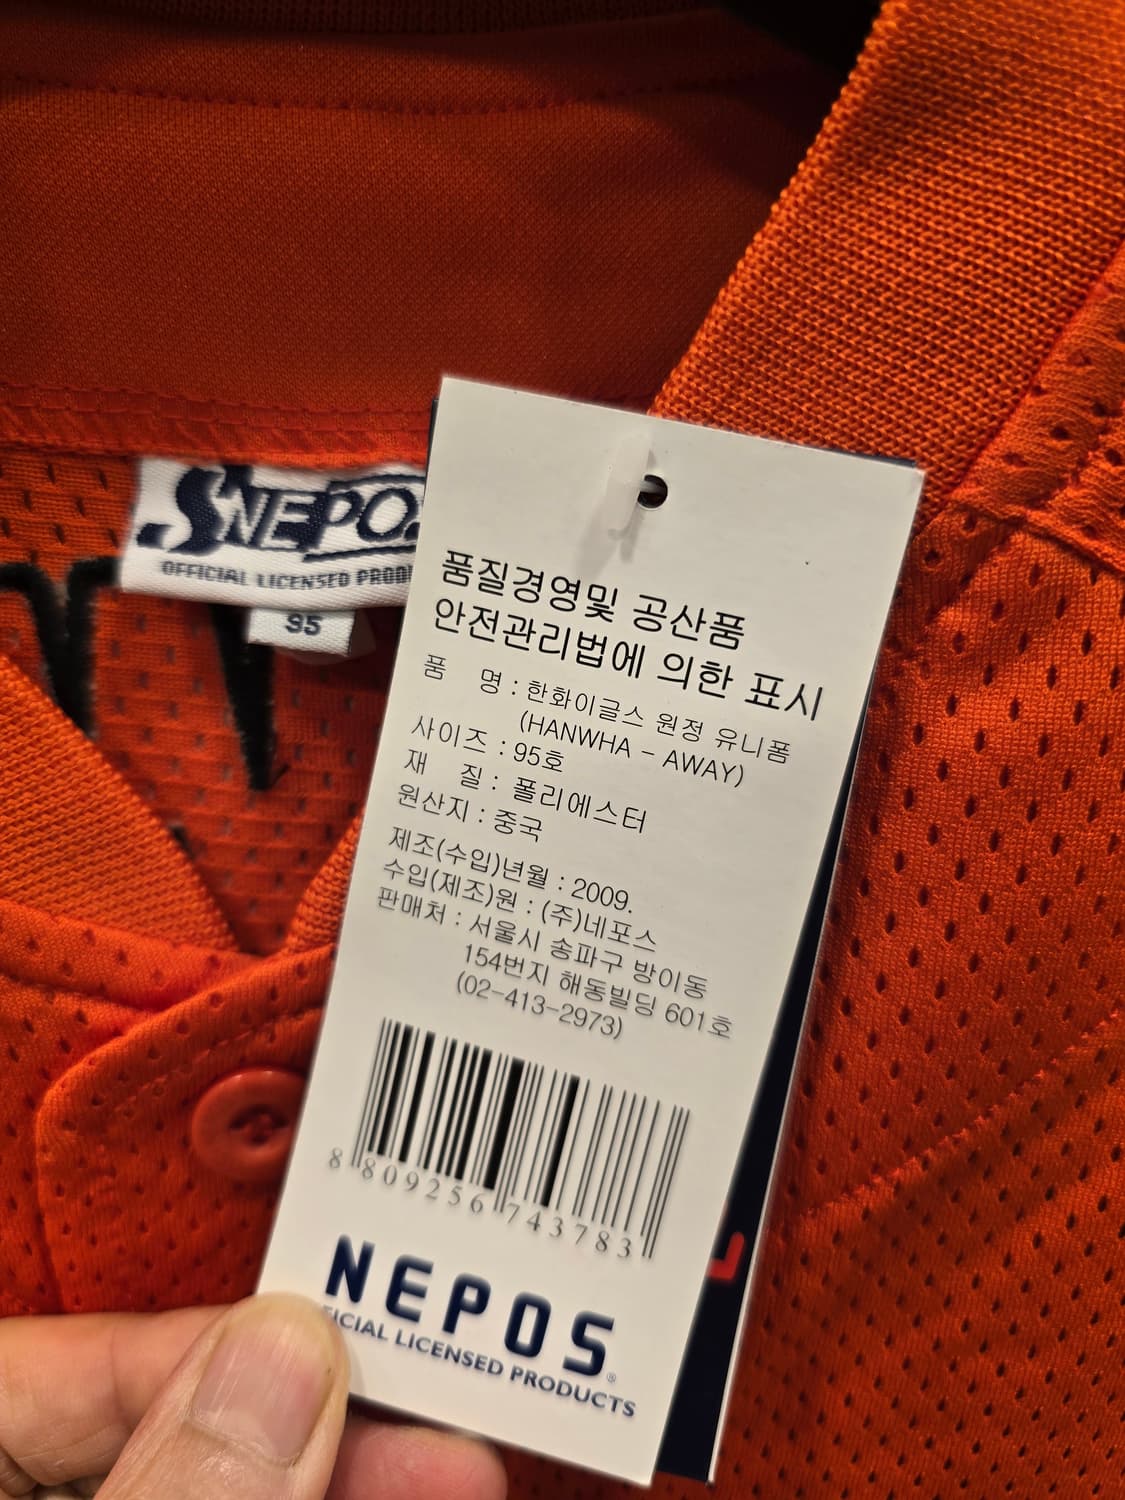 SNEPOS
OFFICIAL LICENSED
95
품질경영및 공산품
안전관리법에 의한 표시
품 명 : 한화이글스 원정 유니폼
(HANWHA - AWAY)
사이즈 : 95호
재 질 : 폴리에스터
원산지 : 중국
제조(수입)년월 : 2009.
수입(제조)원 : (주)네포스
판매처 : 서울시 송파구 방이동
154번지 해동빌딩 601호
(02-413-2973)
8 809256 743783
NEPOS®
LICENSED PRODUCTS